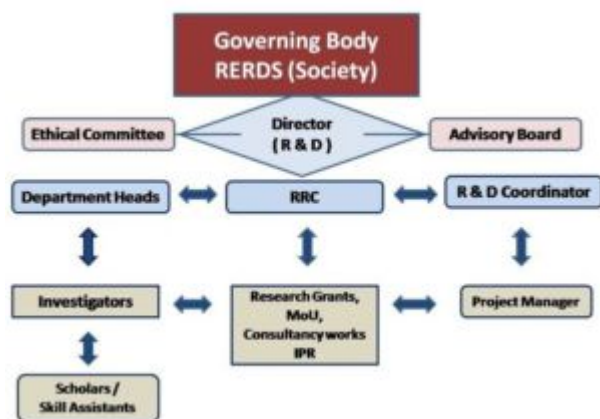 Governing Body
RERDS (Society)
Ethical Committee
Director
( R & D )
Advisory Board
Department Heads
RRC
R & D Coordinator
Investigators
Research Grants,
MoU,
Consultancy works
IPR
Project Manager
Scholars /
Skill Assistants